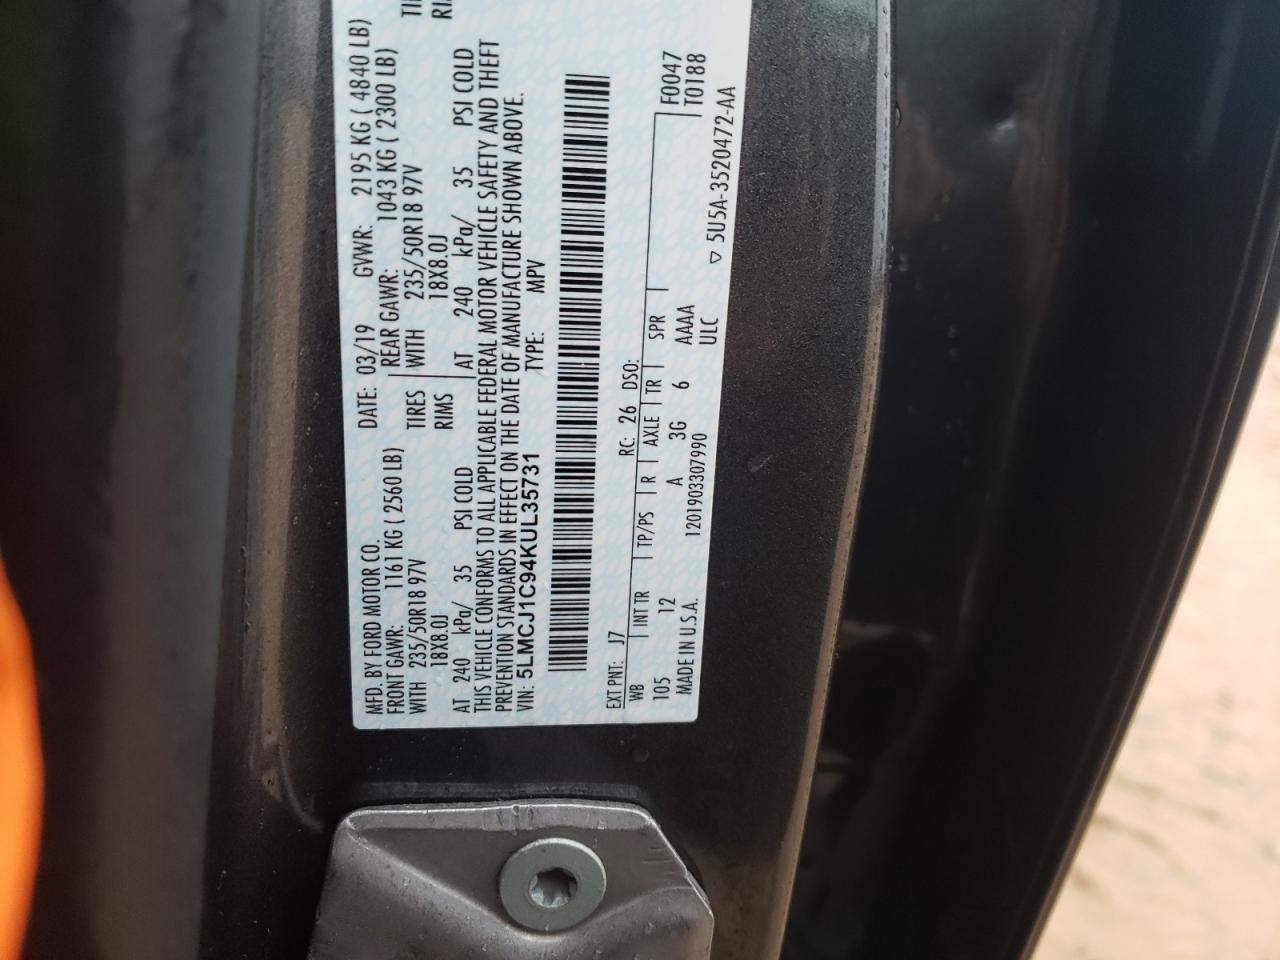 MFD. BY FORD MOTOR CO.
DATE: 03/19 GVWR: 2195 KG ( 4840 LB)
FRONT GAWR: 1161 KG ( 2560 LB) REAR GAWR: 1043 KG ( 2300 LB)
WITH 235/50R18 97V TIRES WITH 235/50R18 97V
18X8.0J RIMS 18X8.0J
AT 240 kPa/ 35 PSI COLD AT 240 kPa/ 35 PSI COLD
THIS VEHICLE CONFORMS TO ALL APPLICABLE FEDERAL MOTOR VEHICLE SAFETY AND THEFT
PREVENTION STANDARDS IN EFFECT ON THE DATE OF MANUFACTURE SHOWN ABOVE.
VIN: 5LMCJ1C94KUL35731 TYPE: MPV
EXT PNT: J7 RC: 26 DSO:
WB INT TR TP/PS R AXLE TR SPR F0047
105 12 A 3G 6 AAAA T0188
MADE IN U.S.A. 1201903307990 ULC
▽ 5U5A-3520472-AA